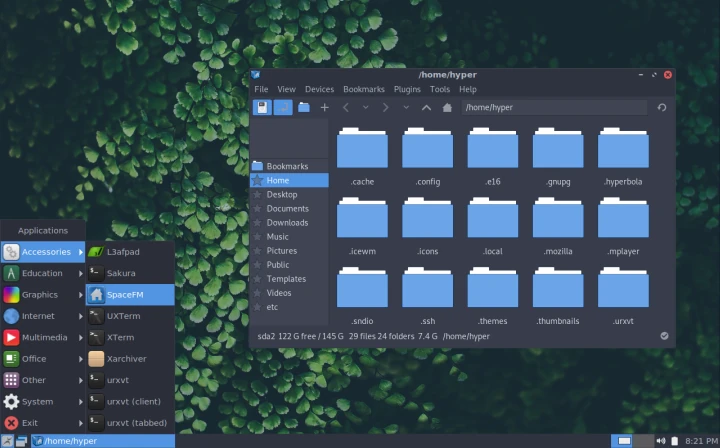 /home/hyper
File View Devices Bookmarks Plugins Tools Help
/home/hyper
Bookmarks
Home
Desktop
Documents
Downloads
Music
Pictures
Public
Templates
Videos
etc
.cache .config .e16 .gnupg .hyperbola
.icewm .icons .local .mozilla .mplayer
.sndio .ssh .themes .thumbnails .urxvt
sda2 122 G free / 145 G 29 files 24 folders 7.4 G /home/hyper
Applications
Accessories
Education
Graphics
Internet
Multimedia
Office
Other
System
Exit
L3afpad
Sakura
SpaceFM
UXTerm
XTerm
Xarchiver
urxvt
urxvt (client)
urxvt (tabbed)
/home/hyper
8:21 PM